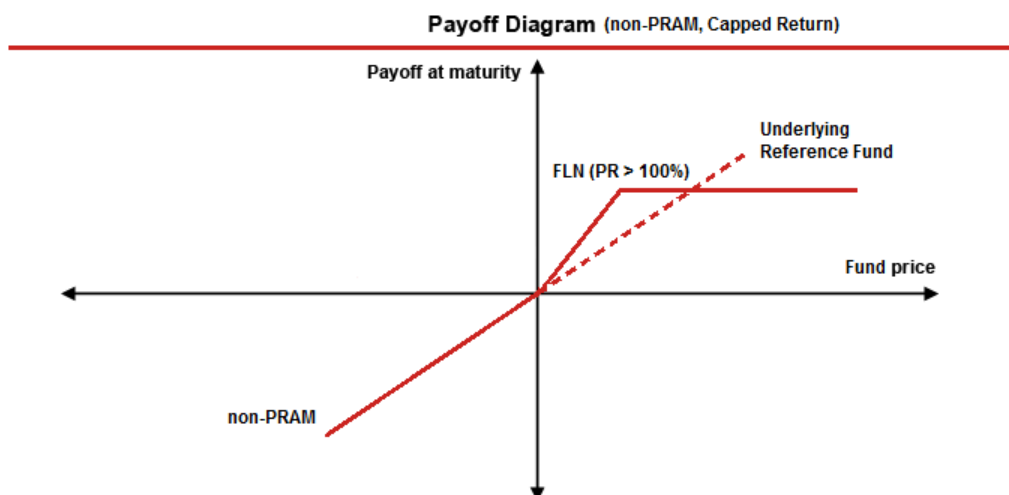 Payoff Diagram (non-PRAM, Capped Return)
Payoff at maturity
Underlying
Reference Fund
FLN (PR > 100%)
Fund price
non-PRAM